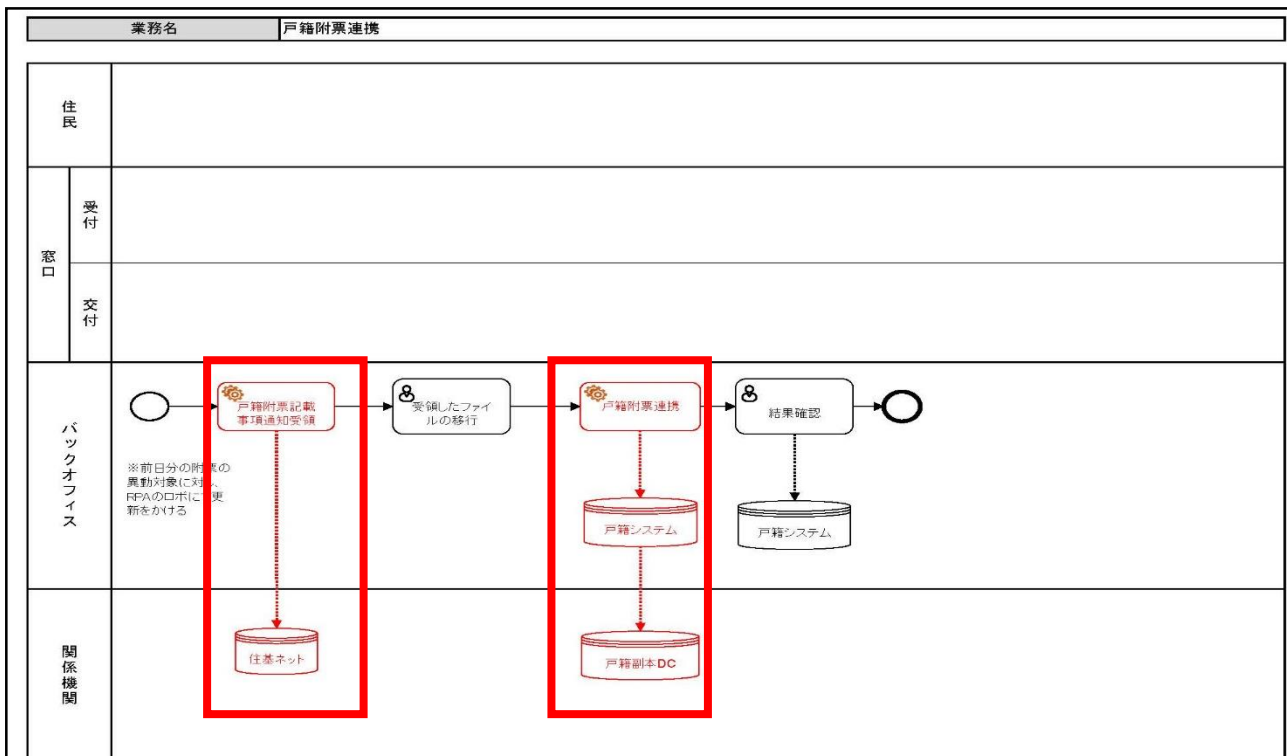 業務名
戸籍附票連携
住民
窓口
受付
交付
バックオフィス
戸籍附票記載
事項通知受領
受領したファイ
ルの移行
戸籍附票連携
結果確認
※前日分の附票の
異動対象に対し、
RPAのロボにて更
新をかける
戸籍システム
戸籍システム
関係機関
住基ネット
戸籍副本DC